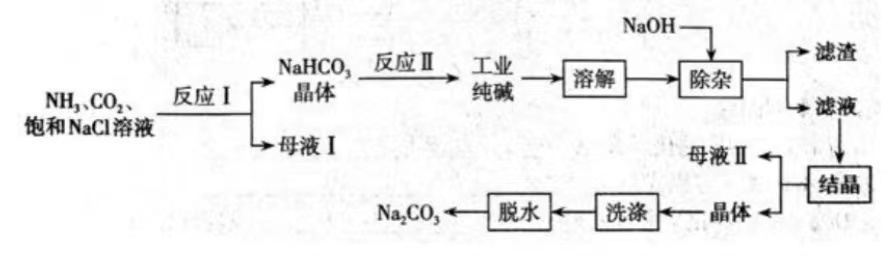 NaOH
NH₃、CO₂、
饱和NaCl溶液
反应Ⅰ
NaHCO₃
晶体
母液Ⅰ
反应Ⅱ
工业
纯碱
溶解
除杂
滤渣
滤液
母液Ⅱ
结晶
晶体
洗涤
脱水
Na₂CO₃